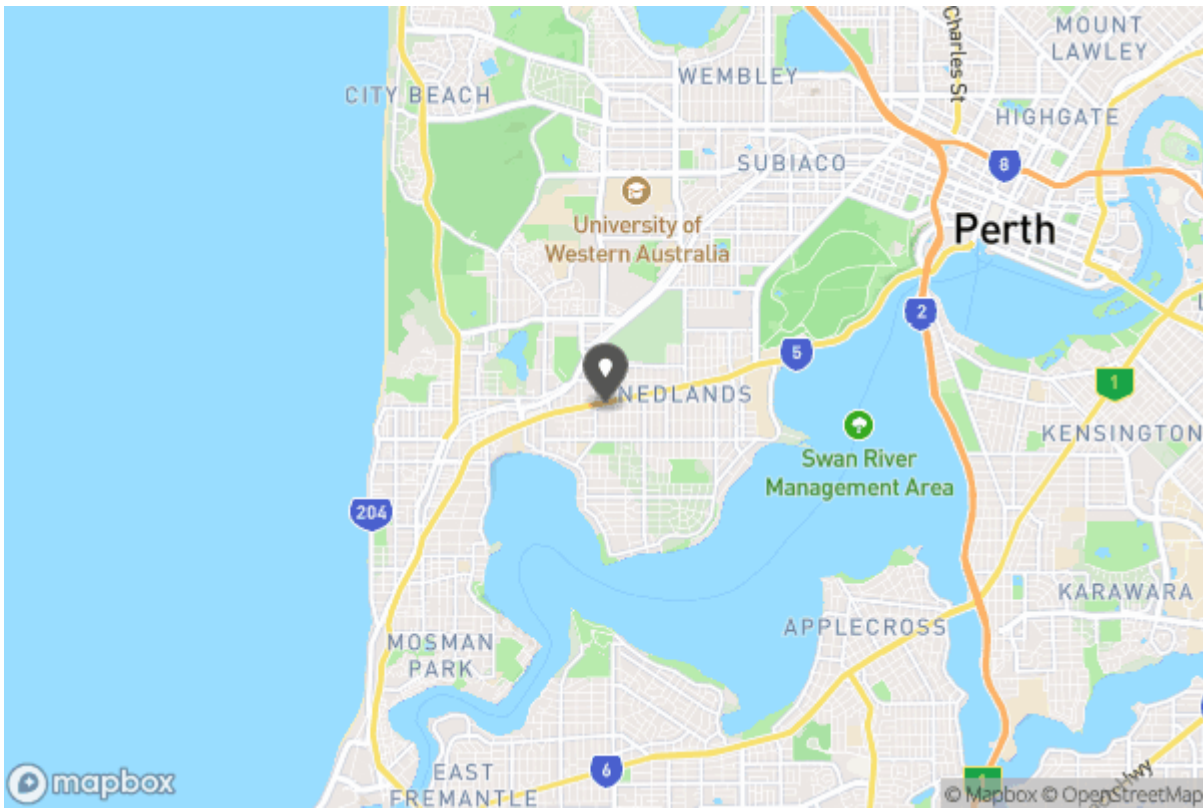 Charles St
MOUNT
LAWLEY
WEMBLEY
CITY BEACH
HIGHGATE
SUBIACO
8
University of
Western Australia
Perth
2
5
1
NEDLANDS
Swan River
Management Area
KENSINGTON
204
KARAWARA
APPLECROSS
MOSMAN
PARK
6
EAST
FREMANTLE
mapbox
© Mapbox © OpenStreetMap